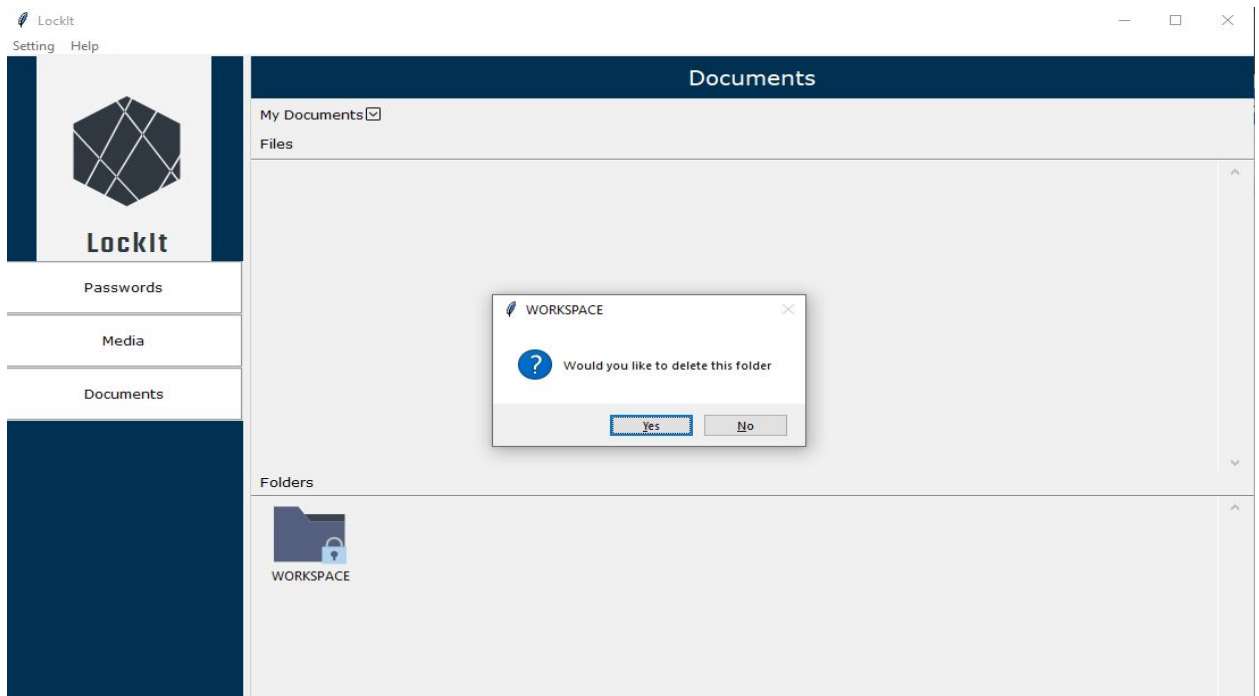 LockIt
Setting Help
Documents
My Documents
Files
LockIt
Passwords
Media
Documents
WORKSPACE
Would you like to delete this folder
Yes No
Folders
WORKSPACE